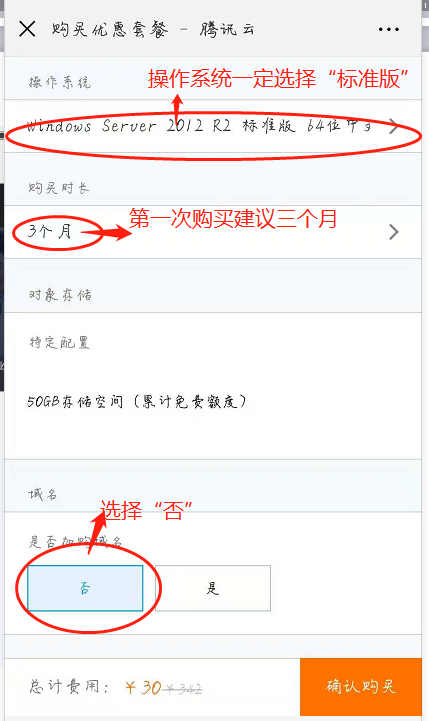 购买优惠套餐 - 腾讯云
操作系统
操作系统一定选择“标准版”
Windows Server 2012 R2 标准版 64位中
购买时长
3个月
第一次购买建议三个月
对象存储
特定配置
50GB存储空间（累计免费额度）
域名
选择“否”
是否加购域名
否
是
总计费用：
￥30
￥342
确认购买